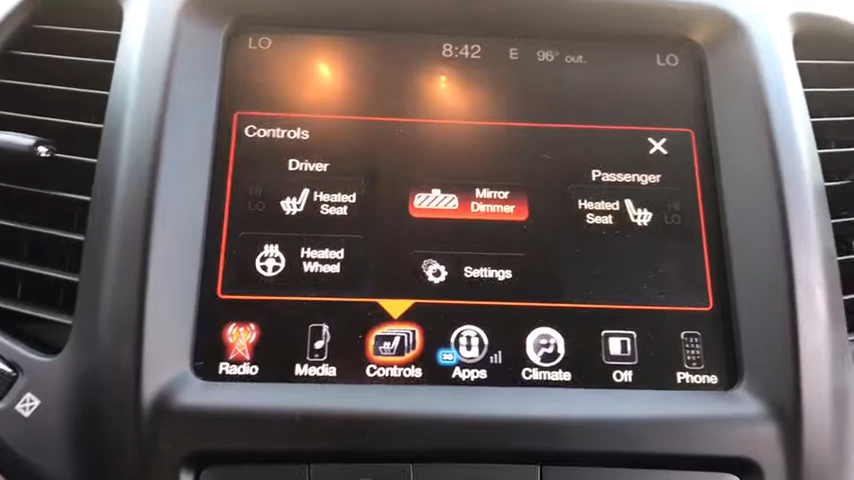 LO 8:42 E 96° out. LO
Controls
Driver
Passenger
HI
LO
Heated
Seat
Mirror
Dimmer
Heated
Seat
HI
LO
Heated
Wheel
Settings
Radio
Media
Controls
30
Apps
Climate
Off
Phone